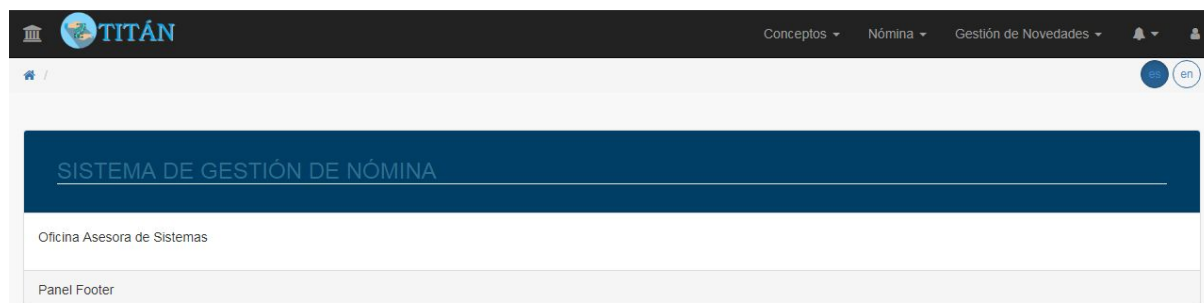 TITÁN Conceptos Nómina Gestión de Novedades
/ es en
SISTEMA DE GESTIÓN DE NÓMINA
Oficina Asesora de Sistemas
Panel Footer